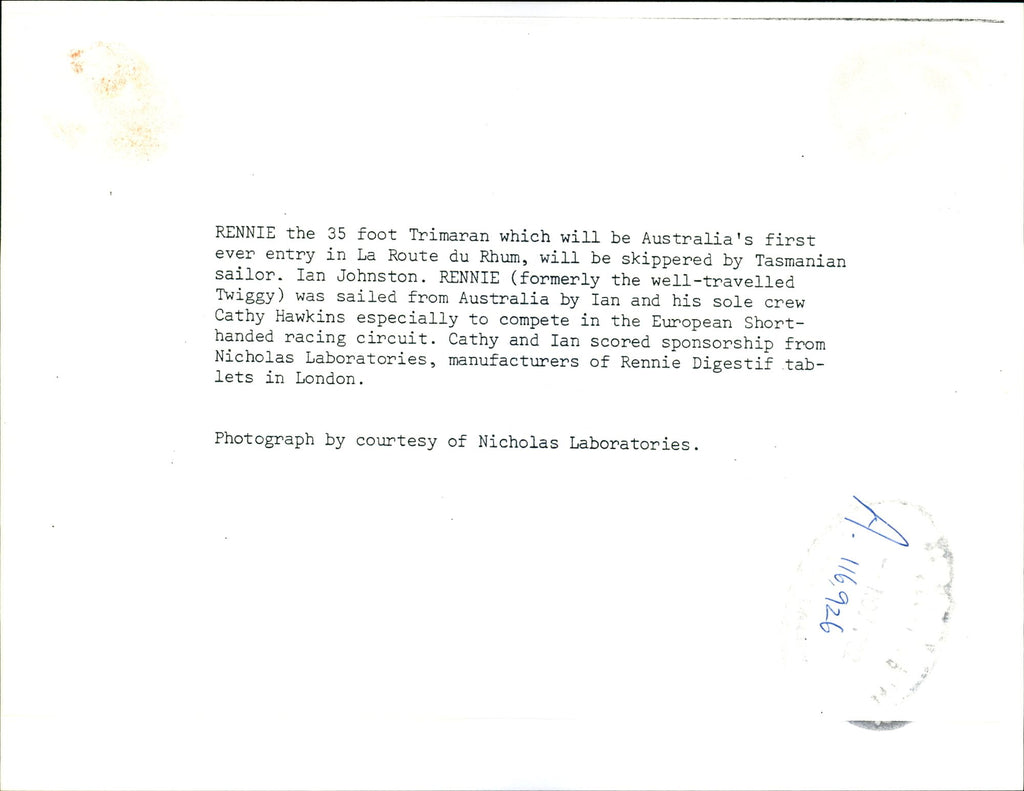 RENNIE the 35 foot Trimaran which will be Australia's first
ever entry in La Route du Rhum, will be skippered by Tasmanian
sailor. Ian Johnston. RENNIE (formerly the well-travelled
Twiggy) was sailed from Australia by Ian and his sole crew
Cathy Hawkins especially to compete in the European Short-
handed racing circuit. Cathy and Ian scored sponsorship from
Nicholas Laboratories, manufacturers of Rennie Digestif tab-
lets in London.
Photograph by courtesy of Nicholas Laboratories.
A. 116,926